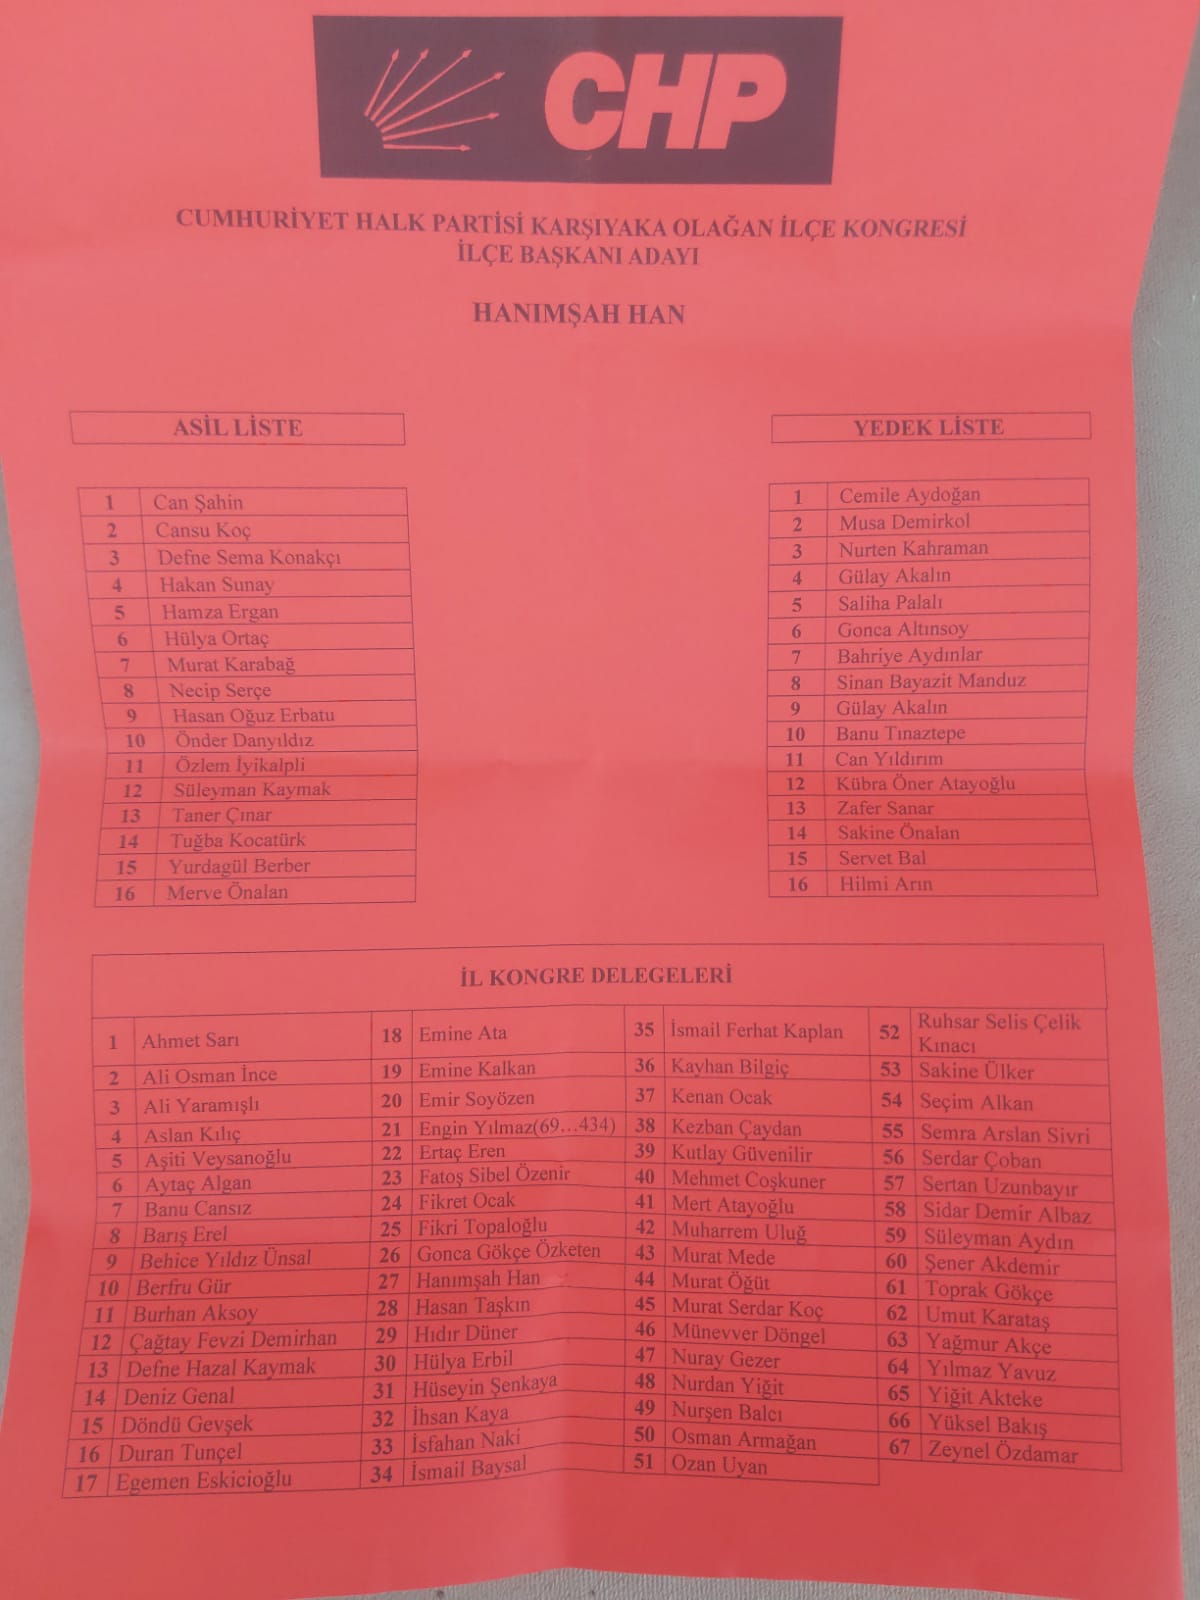 CHP
CUMHURİYET HALK PARTİSİ KARŞIYAKA OLAĞAN İLÇE KONGRESİ
İLÇE BAŞKANI ADAYI
HANIMŞAH HAN
ASİL LİSTE
1 Can Şahin
2 Cansu Koç
3 Defne Sema Konakçı
4 Hakan Sunay
5 Hamza Ergan
6 Hülya Ortaç
7 Murat Karabağ
8 Necip Serçe
9 Hasan Oğuz Erbatu
10 Önder Danyıldız
11 Özlem İyikalpli
12 Süleyman Kaymak
13 Taner Çınar
14 Tuğba Kocatürk
15 Yurdagül Berber
16 Merve Önalan
YEDEK LİSTE
1 Cemile Aydoğan
2 Musa Demirkol
3 Nurten Kahraman
4 Gülay Akalın
5 Saliha Palalı
6 Gonca Altınsoy
7 Bahriye Aydınlar
8 Sinan Bayazit Manduz
9 Gülay Akalın
10 Banu Tınaztepe
11 Can Yıldırım
12 Kübra Öner Atayoğlu
13 Zafer Sanar
14 Sakine Önalan
15 Servet Bal
16 Hilmi Arın
İL KONGRE DELEGELERİ
1 Ahmet Sarı
2 Ali Osman İnce
3 Ali Yaramışlı
4 Aslan Kılıç
5 Aşiti Veysanoğlu
6 Aytaç Algan
7 Banu Cansız
8 Barış Erel
9 Behice Yıldız Ünsal
10 Berfru Gür
11 Burhan Aksoy
12 Çağtay Fevzi Demirhan
13 Defne Hazal Kaymak
14 Deniz Genal
15 Döndü Gevşek
16 Duran Tunçel
17 Egemen Eskicioğlu
18 Emine Ata
19 Emine Kalkan
20 Emir Soyözen
21 Engin Yılmaz(69...434)
22 Ertaç Eren
23 Fatoş Sibel Özenir
24 Fikret Ocak
25 Fikri Topaloğlu
26 Gonca Gökçe Özketen
27 Hanımşah Han
28 Hasan Taşkın
29 Hıdır Düner
30 Hülya Erbil
31 Hüseyin Şenkaya
32 İhsan Kaya
33 İsfahan Naki
34 İsmail Baysal
35 İsmail Ferhat Kaplan
36 Kayhan Bilgiç
37 Kenan Ocak
38 Kezban Çaydan
39 Kutlay Güvenilir
40 Mehmet Coşkuner
41 Mert Atayoğlu
42 Muharrem Uluğ
43 Murat Mede
44 Murat Öğüt
45 Murat Serdar Koç
46 Münevver Döngel
47 Nuray Gezer
48 Nurdan Yiğit
49 Nurşen Balcı
50 Osman Armağan
51 Ozan Uyan
52 Ruhsar Selis Çelik
Kınacı
53 Sakine Ülker
54 Seçim Alkan
55 Semra Arslan Sivri
56 Serdar Çoban
57 Sertan Uzunbayır
58 Sidar Demir Albaz
59 Süleyman Aydın
60 Şener Akdemir
61 Toprak Gökçe
62 Umut Karataş
63 Yağmur Akçe
64 Yılmaz Yavuz
65 Yiğit Akteke
66 Yüksel Bakış
67 Zeynel Özdamar